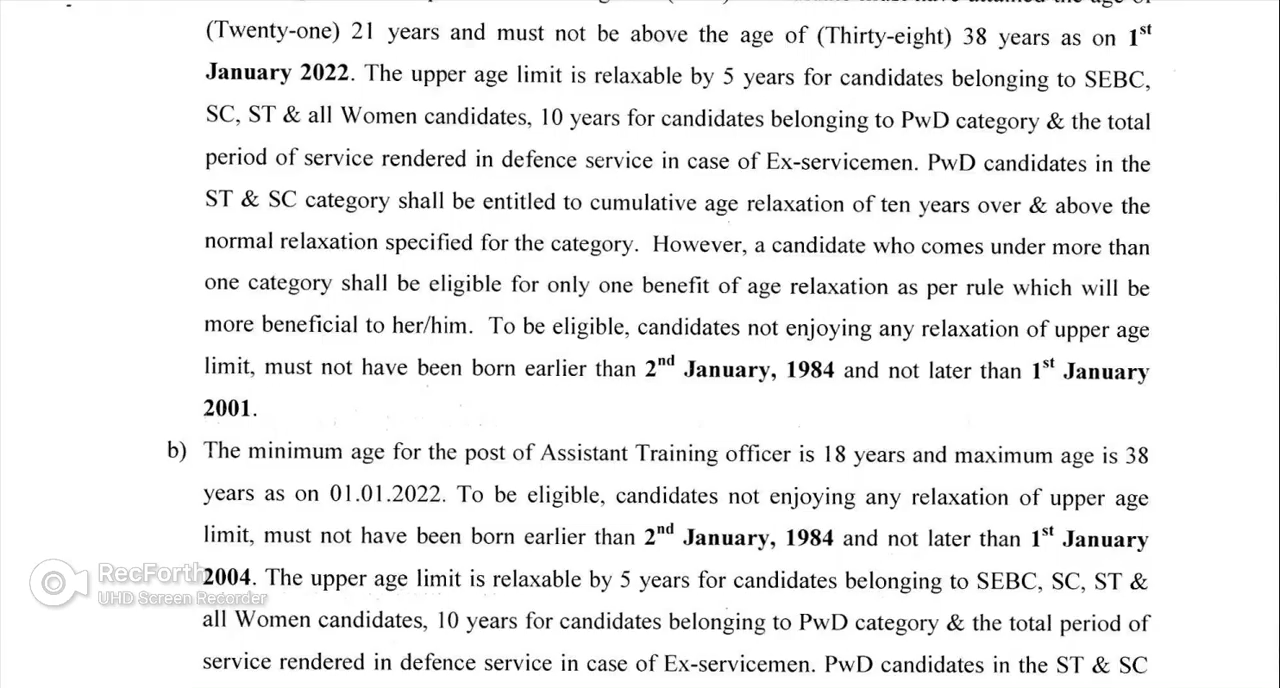 (Twenty-one) 21 years and must not be above the age of (Thirty-eight) 38 years as on 1st
January 2022. The upper age limit is relaxable by 5 years for candidates belonging to SEBC,
SC, ST & all Women candidates, 10 years for candidates belonging to PwD category & the total
period of service rendered in defence service in case of Ex-servicemen. PwD candidates in the
ST & SC category shall be entitled to cumulative age relaxation of ten years over & above the
normal relaxation specified for the category. However, a candidate who comes under more than
one category shall be eligible for only one benefit of age relaxation as per rule which will be
more beneficial to her/him. To be eligible, candidates not enjoying any relaxation of upper age
limit, must not have been born earlier than 2nd January, 1984 and not later than 1st January
2001.
b) The minimum age for the post of Assistant Training officer is 18 years and maximum age is 38
years as on 01.01.2022. To be eligible, candidates not enjoying any relaxation of upper age
limit, must not have been born earlier than 2nd January, 1984 and not later than 1st January
2004. The upper age limit is relaxable by 5 years for candidates belonging to SEBC, SC, ST &
all Women candidates, 10 years for candidates belonging to PwD category & the total period of
service rendered in defence service in case of Ex-servicemen. PwD candidates in the ST & SC
RecForth
UHD Screen Recorder